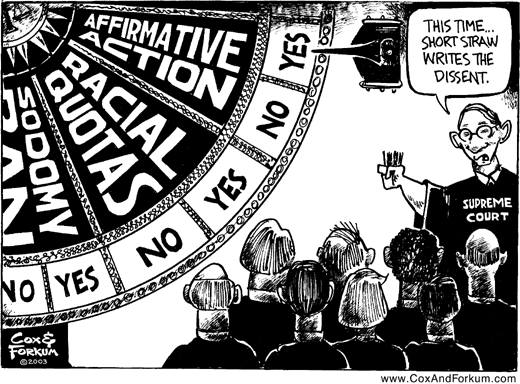 AFFIRMATIVE
ACTION
RACIAL
QUOTAS
SODOMY
YES
NO
YES
NO
YES
NO
THIS TIME...
SHORT STRAW
WRITES THE
DISSENT.
SUPREME
COURT
COX &
FORKUM
©2003
www.CoxAndForkum.com